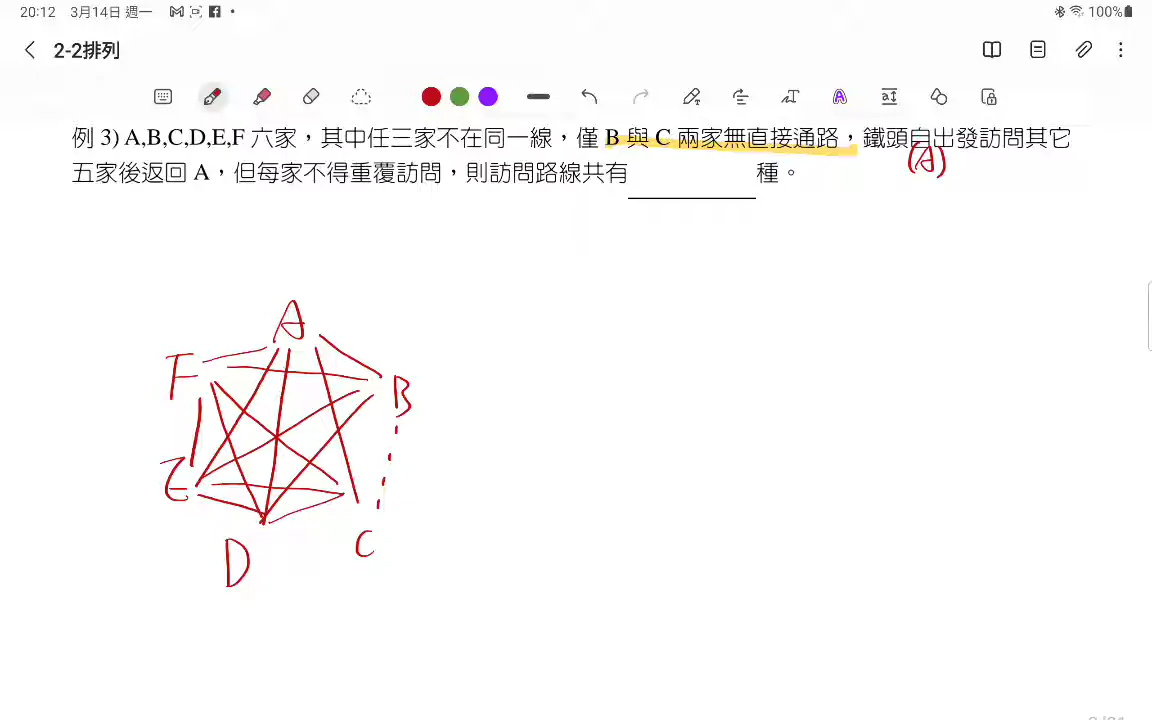 20:12 3月14日 週一 100%
2-2排列
例 3) A,B,C,D,E,F 六家，其中任三家不在同一線，僅 B 與 C 兩家無直接通路，鐵頭自出發訪問其它
(A)
五家後返回 A，但每家不得重覆訪問，則訪問路線共有 種。
A
F
B
E
C
D